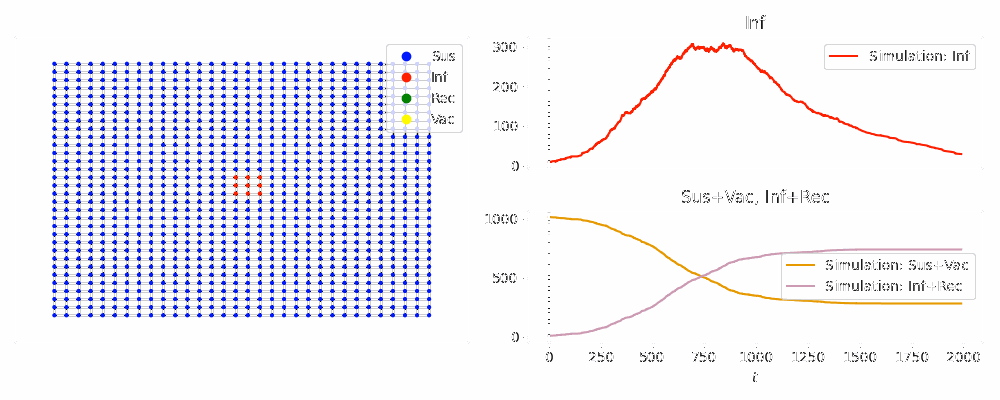 Sus
Inf
Rec
Vac
Inf
300
200
100
0
Simulation: Inf
Sus+Vac, Inf+Rec
1000
500
0
Simulation: Sus+Vac
Simulation: Inf+Rec
0 250 500 750 1000 1250 1500 1750 2000
t